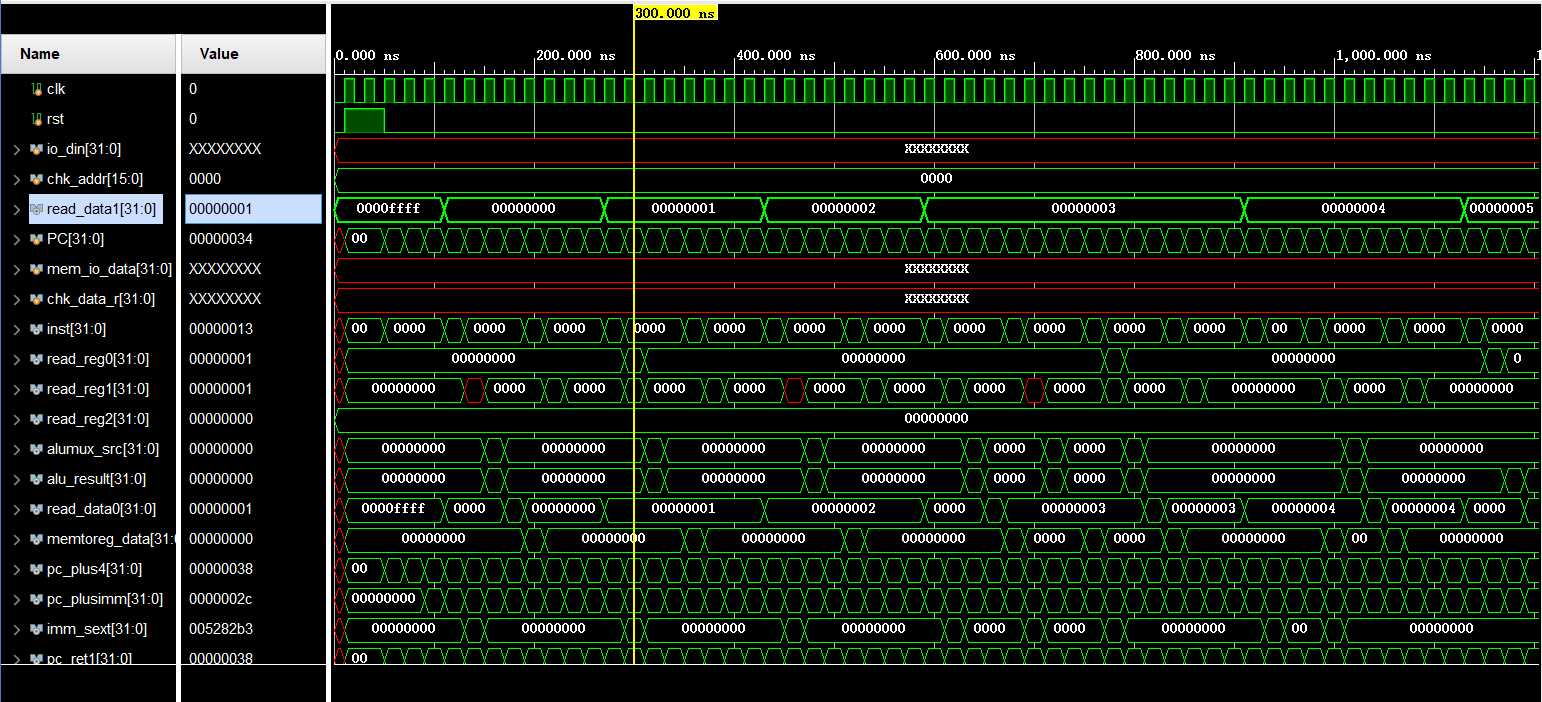 300.000 ns
Name Value 0.000 ns 200.000 ns 400.000 ns 600.000 ns 800.000 ns 1,000.000 ns 1
clk 0
rst 0
io_din[31:0] XXXXXXXX XXXXXXXX
chk_addr[15:0] 0000 0000
read_data1[31:0] 00000001 0000ffff 00000000 00000001 00000002 00000003 00000004 00000005
PC[31:0] 00000034 00
mem_io_data[31:0] XXXXXXXX XXXXXXXX
chk_data_r[31:0] XXXXXXXX XXXXXXXX
inst[31:0] 00000013 00 0000 0000 0000 0000 0000 0000 0000 0000 0000 0000 0000 00 0000 0000 0000
read_reg0[31:0] 00000001 00000000 00000000 00000000 0
read_reg1[31:0] 00000001 00000000 0000 0000 0000 0000 0000 0000 0000 0000 0000 00000000 0000 00000000
read_reg2[31:0] 00000000 00000000
alumux_src[31:0] 00000000 00000000 00000000 00000000 00000000 0000 0000 00000000 00000000
alu_result[31:0] 00000000 00000000 00000000 00000000 00000000 0000 0000 00000000 00000000
read_data0[31:0] 00000001 0000ffff 0000 00000000 00000001 00000002 0000 00000003 00000003 00000004 00000004 0000
memtoreg_data[31:0 00000000 00000000 00000000 00000000 00000000 0000 0000 00000000 00 00000000
pc_plus4[31:0] 00000038 00
pc_plusimm[31:0] 0000002c 00000000
imm_sext[31:0] 005282b3 00000000 00000000 00000000 00000000 0000 0000 00000000 00 00000000
pc_ret1[31:0] 00000038 00